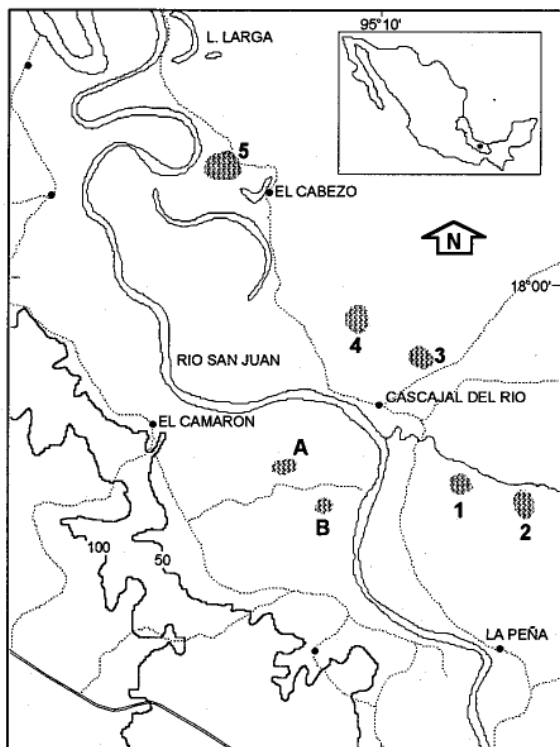 95°10'
L. LARGA
5
EL CABEZO
N
18°00'
4
3
RIO SAN JUAN
CASCAJAL DEL RIO
EL CAMARON
A
1
B
2
100
50
LA PEÑA